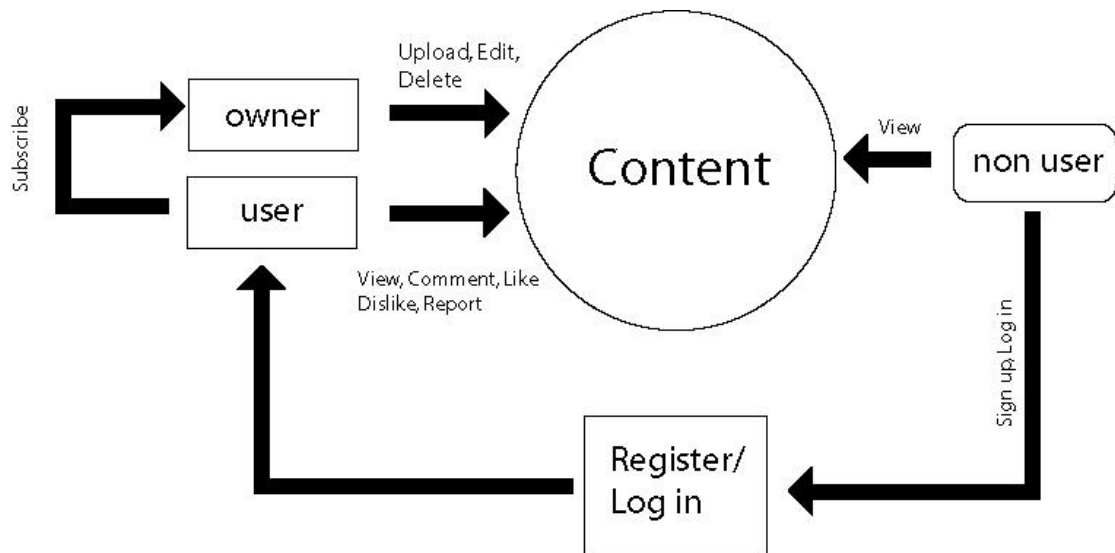 Upload, Edit,
Delete
Subscribe
owner
Content
View
non user
user
View, Comment, Like
Dislike, Report
Sign up, Log in
Register/
Log in